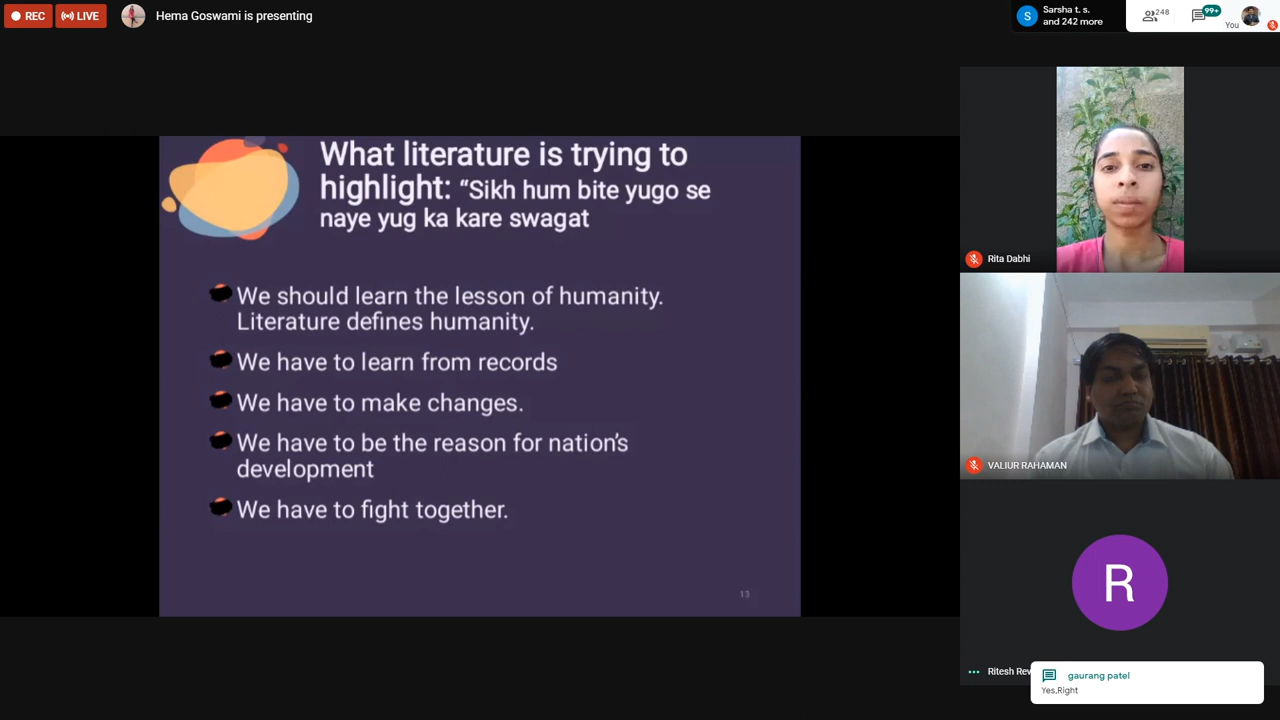 REC
LIVE
Hema Goswami is presenting
S
Sarsha t. s.
and 242 more
248
99+
You
What literature is trying to
highlight: “Sikh hum bite yugo se
naye yug ka kare swagat
We should learn the lesson of humanity.
Literature defines humanity.
We have to learn from records
We have to make changes.
We have to be the reason for nation’s
development
We have to fight together.
13
Rita Dabhi
VALIUR RAHAMAN
R
Ritesh Rev
gaurang patel
Yes,Right